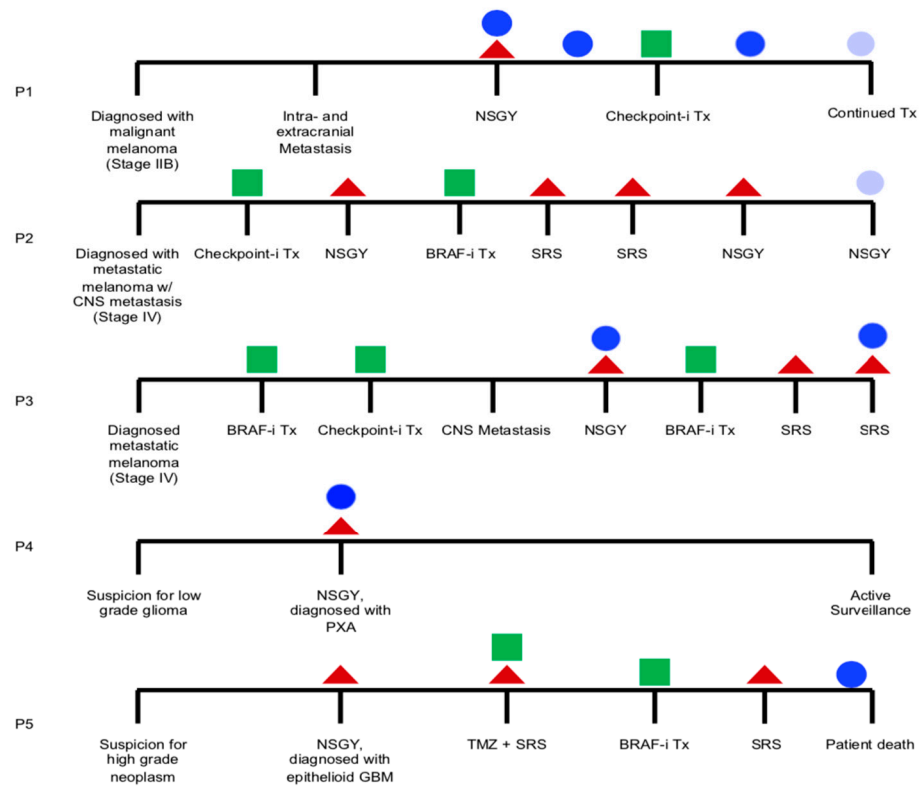 P1
Diagnosed with
malignant
melanoma
(Stage IIB)
Intra- and
extracranial
Metastasis
NSGY
Checkpoint-i Tx
Continued Tx
P2
Diagnosed with
metastatic
melanoma w/
CNS metastasis
(Stage IV)
Checkpoint-i Tx
NSGY
BRAF-i Tx
SRS
SRS
NSGY
NSGY
P3
Diagnosed
metastatic
melanoma
(Stage IV)
BRAF-i Tx
Checkpoint-i Tx
CNS Metastasis
NSGY
BRAF-i Tx
SRS
SRS
P4
Suspicion for low
grade glioma
NSGY,
diagnosed with
PXA
Active
Surveillance
P5
Suspicion for
high grade
neoplasm
NSGY,
diagnosed with
epithelioid GBM
TMZ + SRS
BRAF-i Tx
SRS
Patient death